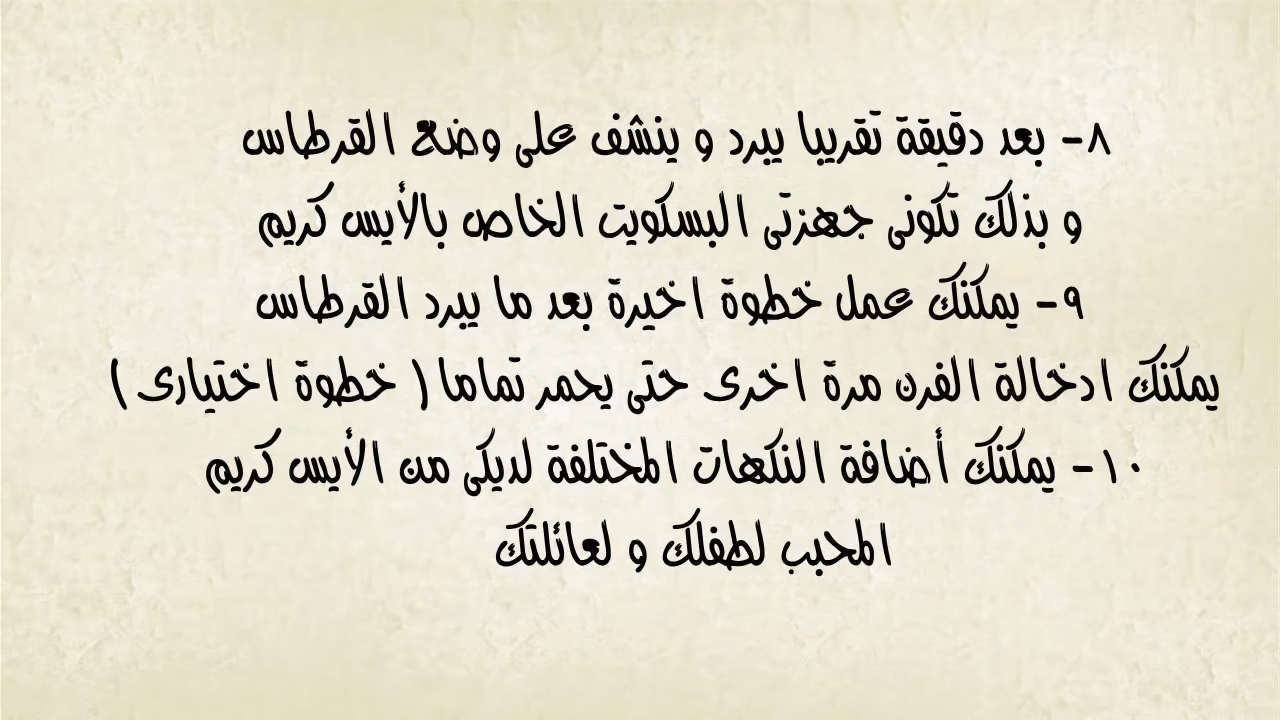 ٨- بعد دقيقة تقريبا يبرد و ينشف على وضع القرطاس
و بذلك تكونى جهزتى البسكويت الخاص بالأيس كريم
٩- يمكنك عمل خطوة اخيرة بعد ما يبرد القرطاس
يمكنك ادخالة الفرن مرة اخرى حتى يحمر تماما ( خطوة اختيارى )
١٠- يمكنك أضافة النكهات المختلفة لديكى من الأيس كريم
المحبب لطفلك و لعائلتك